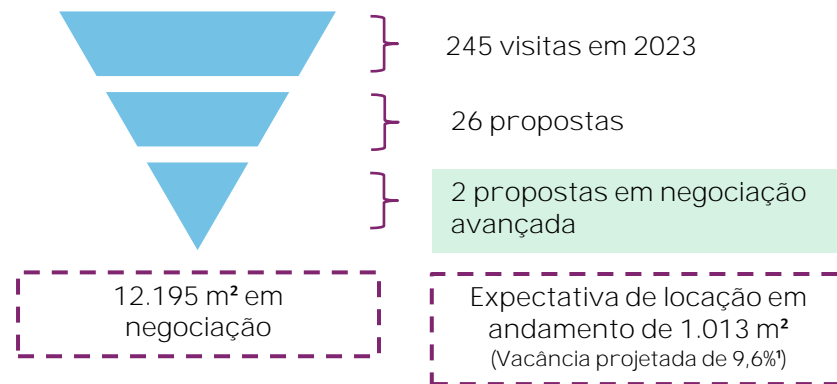 245 visitas em 2023
26 propostas
2 propostas em negociação
avançada
12.195 m² em
negociação
Expectativa de locação em
andamento de 1.013 m²
(Vacância projetada de 9,6%¹)